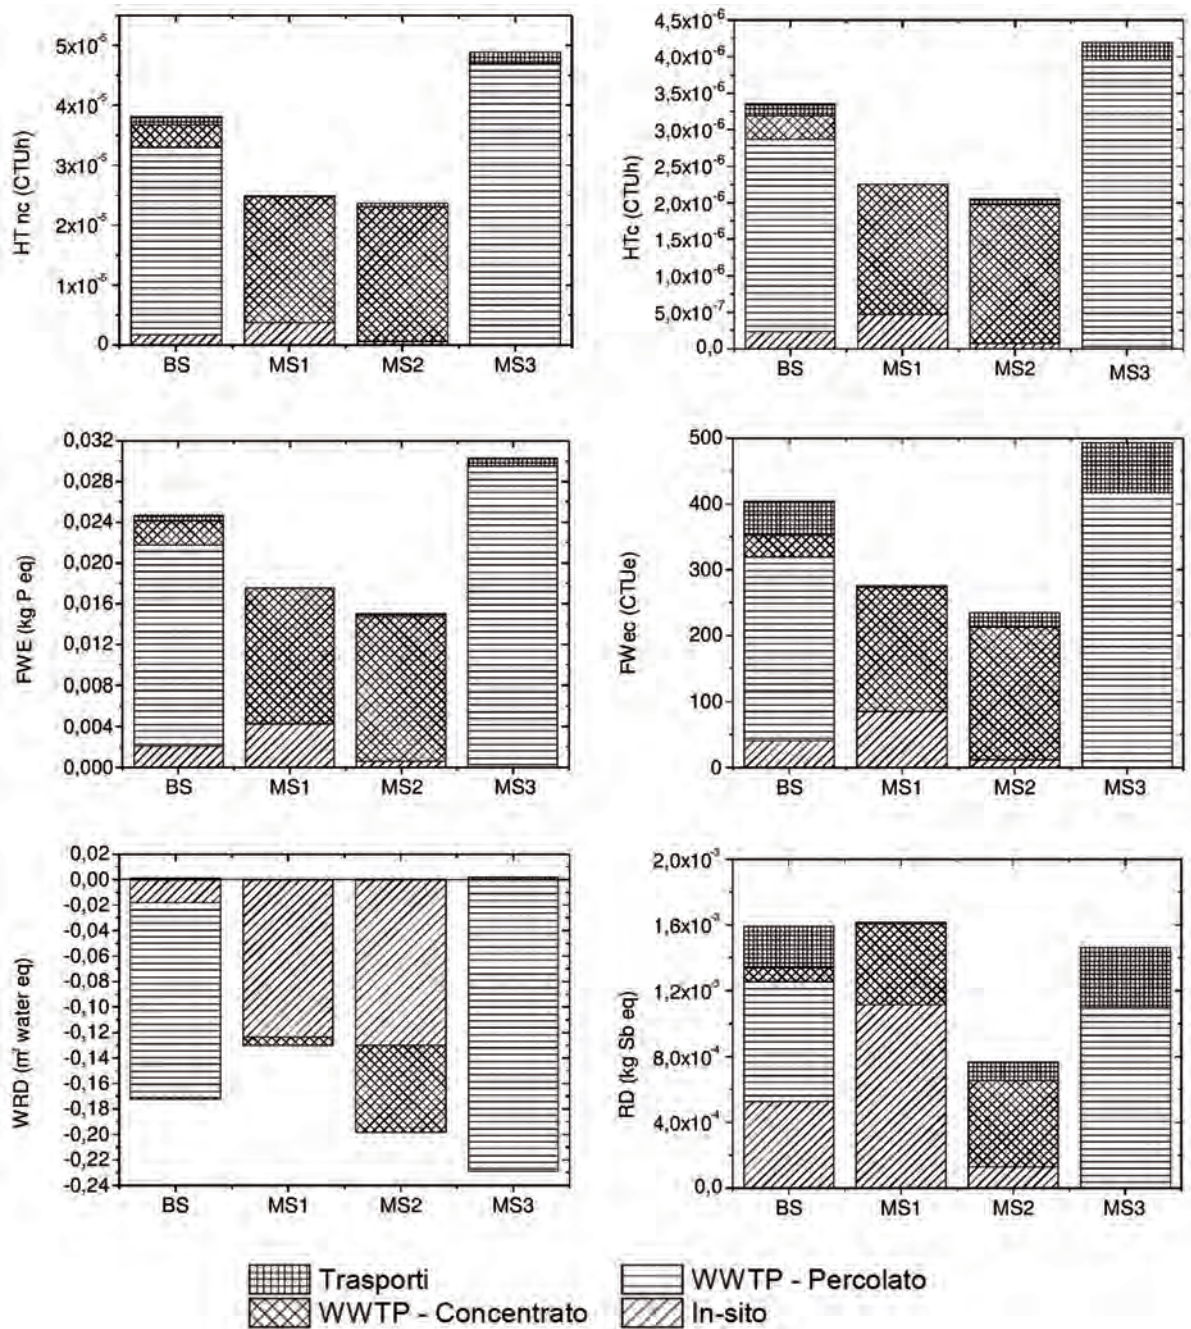 HT nc (CTUh)
5x10⁻⁵
4x10⁻⁵
3x10⁻⁵
2x10⁻⁵
1x10⁻⁵
0
BS MS1 MS2 MS3
HTc (CTUh)
4,5x10⁻⁶
4,0x10⁻⁶
3,5x10⁻⁶
3,0x10⁻⁶
2,5x10⁻⁶
2,0x10⁻⁶
1,5x10⁻⁶
1,0x10⁻⁶
5,0x10⁻⁷
0,0
BS MS1 MS2 MS3
FWE (kg P eq)
0,032
0,028
0,024
0,020
0,016
0,012
0,008
0,004
0,000
BS MS1 MS2 MS3
FWec (CTUe)
500
400
300
200
100
0
BS MS1 MS2 MS3
WRD (m³ water eq)
0,02
0,00
-0,02
-0,04
-0,06
-0,08
-0,10
-0,12
-0,14
-0,16
-0,18
-0,20
-0,22
-0,24
BS MS1 MS2 MS3
RD (kg Sb eq)
2,0x10⁻³
1,6x10⁻³
1,2x10⁻³
8,0x10⁻⁴
4,0x10⁻⁴
0,0
BS MS1 MS2 MS3
Trasporti WWTP - Percolato
WWTP - Concentrato In-sito